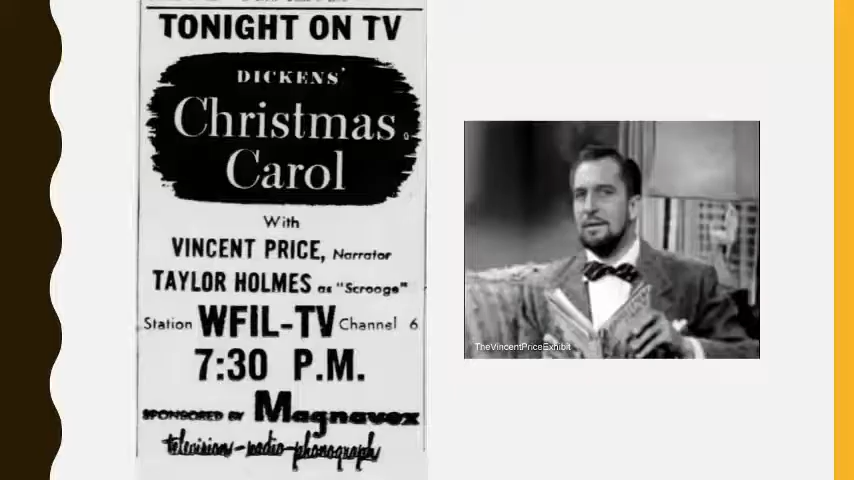 TONIGHT ON TV
DICKENS'
Christmas
Carol
With
VINCENT PRICE, Narrator
TAYLOR HOLMES as "Scrooge"
Station WFIL-TV Channel 6
7:30 P.M.
SPONSORED BY Magnavox
television-radio-phonograph
TheVincentPriceExhibit